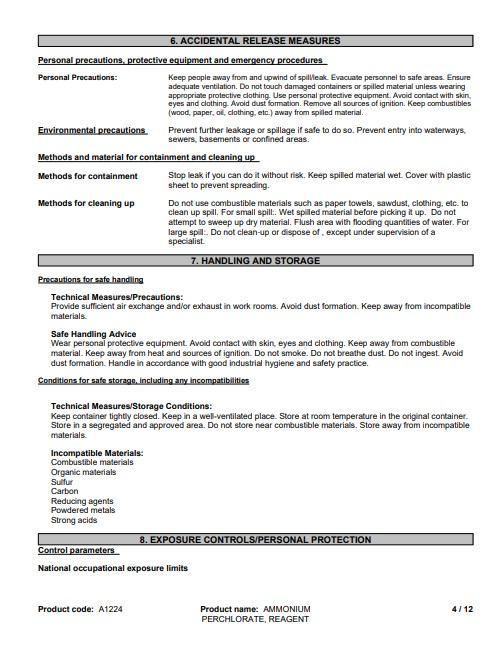 6. ACCIDENTAL RELEASE MEASURES
Personal precautions, protective equipment and emergency procedures
Personal Precautions: Keep people away from and upwind of spill/leak. Evacuate personnel to safe areas. Ensure
adequate ventilation. Do not touch damaged containers or spilled material unless wearing
appropriate protective clothing. Use personal protective equipment. Avoid contact with skin,
eyes and clothing. Avoid dust formation. Remove all sources of ignition. Keep combustibles
(wood, paper, oil, clothing, etc.) away from spilled material.
Environmental precautions Prevent further leakage or spillage if safe to do so. Prevent entry into waterways,
sewers, basements or confined areas.
Methods and material for containment and cleaning up
Methods for containment Stop leak if you can do it without risk. Keep spilled material wet. Cover with plastic
sheet to prevent spreading.
Methods for cleaning up Do not use combustible materials such as paper towels, sawdust, clothing, etc. to
clean up spill. For small spill:. Wet spilled material before picking it up. Do not
attempt to sweep up dry material. Flush area with flooding quantities of water. For
large spill:. Do not clean-up or dispose of , except under supervision of a
specialist.
7. HANDLING AND STORAGE
Precautions for safe handling
Technical Measures/Precautions:
Provide sufficient air exchange and/or exhaust in work rooms. Avoid dust formation. Keep away from incompatible
materials.
Safe Handling Advice
Wear personal protective equipment. Avoid contact with skin, eyes and clothing. Keep away from combustible
material. Keep away from heat and sources of ignition. Do not smoke. Do not breathe dust. Do not ingest. Avoid
dust formation. Handle in accordance with good industrial hygiene and safety practice.
Conditions for safe storage, including any incompatibilities
Technical Measures/Storage Conditions:
Keep container tightly closed. Keep in a well-ventilated place. Store at room temperature in the original container.
Store in a segregated and approved area. Do not store near combustible materials. Store away from incompatible
materials.
Incompatible Materials:
Combustible materials
Organic materials
Sulfur
Carbon
Reducing agents
Powdered metals
Strong acids
8. EXPOSURE CONTROLS/PERSONAL PROTECTION
Control parameters
National occupational exposure limits
Product code: A1224 Product name: AMMONIUM 4 / 12
PERCHLORATE, REAGENT